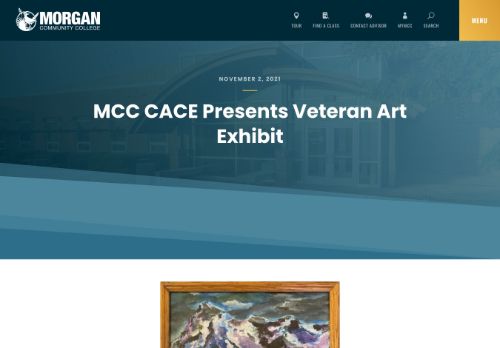 MORGAN
COMMUNITY COLLEGE
TOUR
FIND A CLASS
CONTACT ADVISOR
MYMCC
SEARCH
MENU
NOVEMBER 2, 2021
MCC CACE Presents Veteran Art
Exhibit